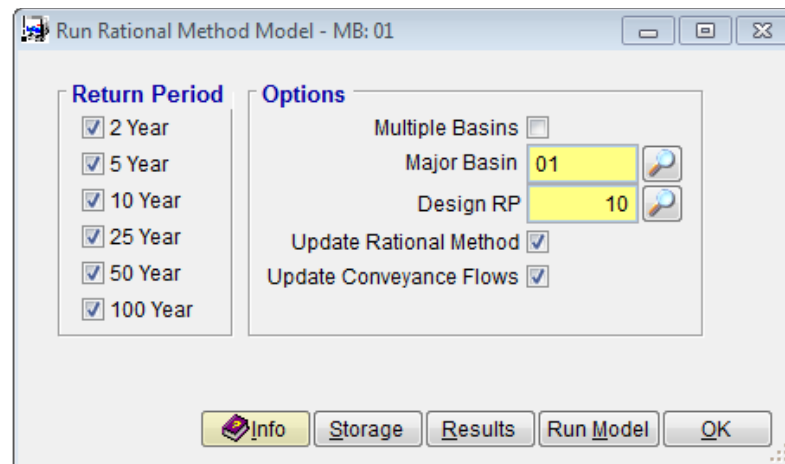 Run Rational Method Model - MB: 01
Return Period
2 Year
5 Year
10 Year
25 Year
50 Year
100 Year
Options
Multiple Basins
Major Basin 01
Design RP 10
Update Rational Method
Update Conveyance Flows
Info Storage Results Run Model OK